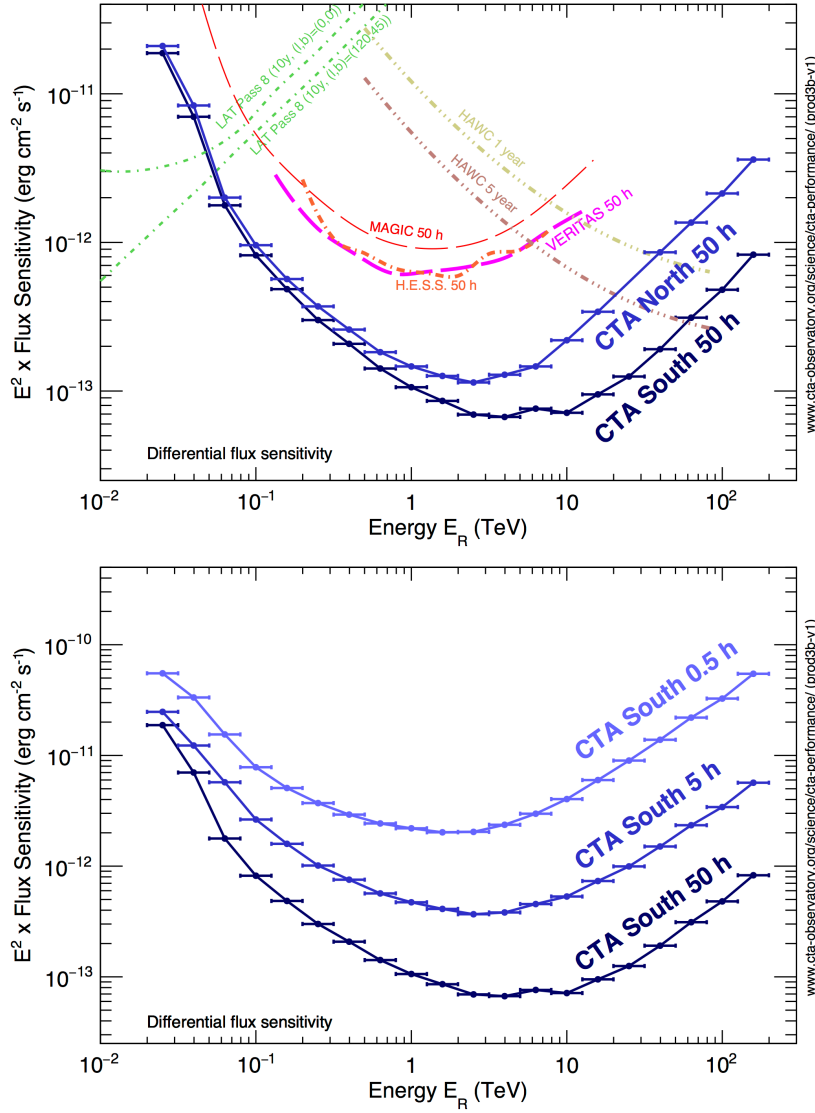 LAT Pass 8 (10y, (l,b)=(0,0))
LAT Pass 8 (10y, (l,b)=(120,45))
HAWC 1 year
HAWC 5 year
MAGIC 50 h
VERITAS 50 h
H.E.S.S. 50 h
CTA North 50 h
CTA South 50 h
Differential flux sensitivity
10⁻¹¹
10⁻¹²
10⁻¹³
E² x Flux Sensitivity (erg cm⁻² s⁻¹)
10⁻² 10⁻¹ 1 10 10²
Energy E_R (TeV)
www.cta-observatory.org/science/cta-performance/ (prod3b-v1)
CTA South 0.5 h
CTA South 5 h
CTA South 50 h
Differential flux sensitivity
10⁻¹⁰
10⁻¹¹
10⁻¹²
10⁻¹³
E² x Flux Sensitivity (erg cm⁻² s⁻¹)
10⁻² 10⁻¹ 1 10 10²
Energy E_R (TeV)
www.cta-observatory.org/science/cta-performance/ (prod3b-v1)